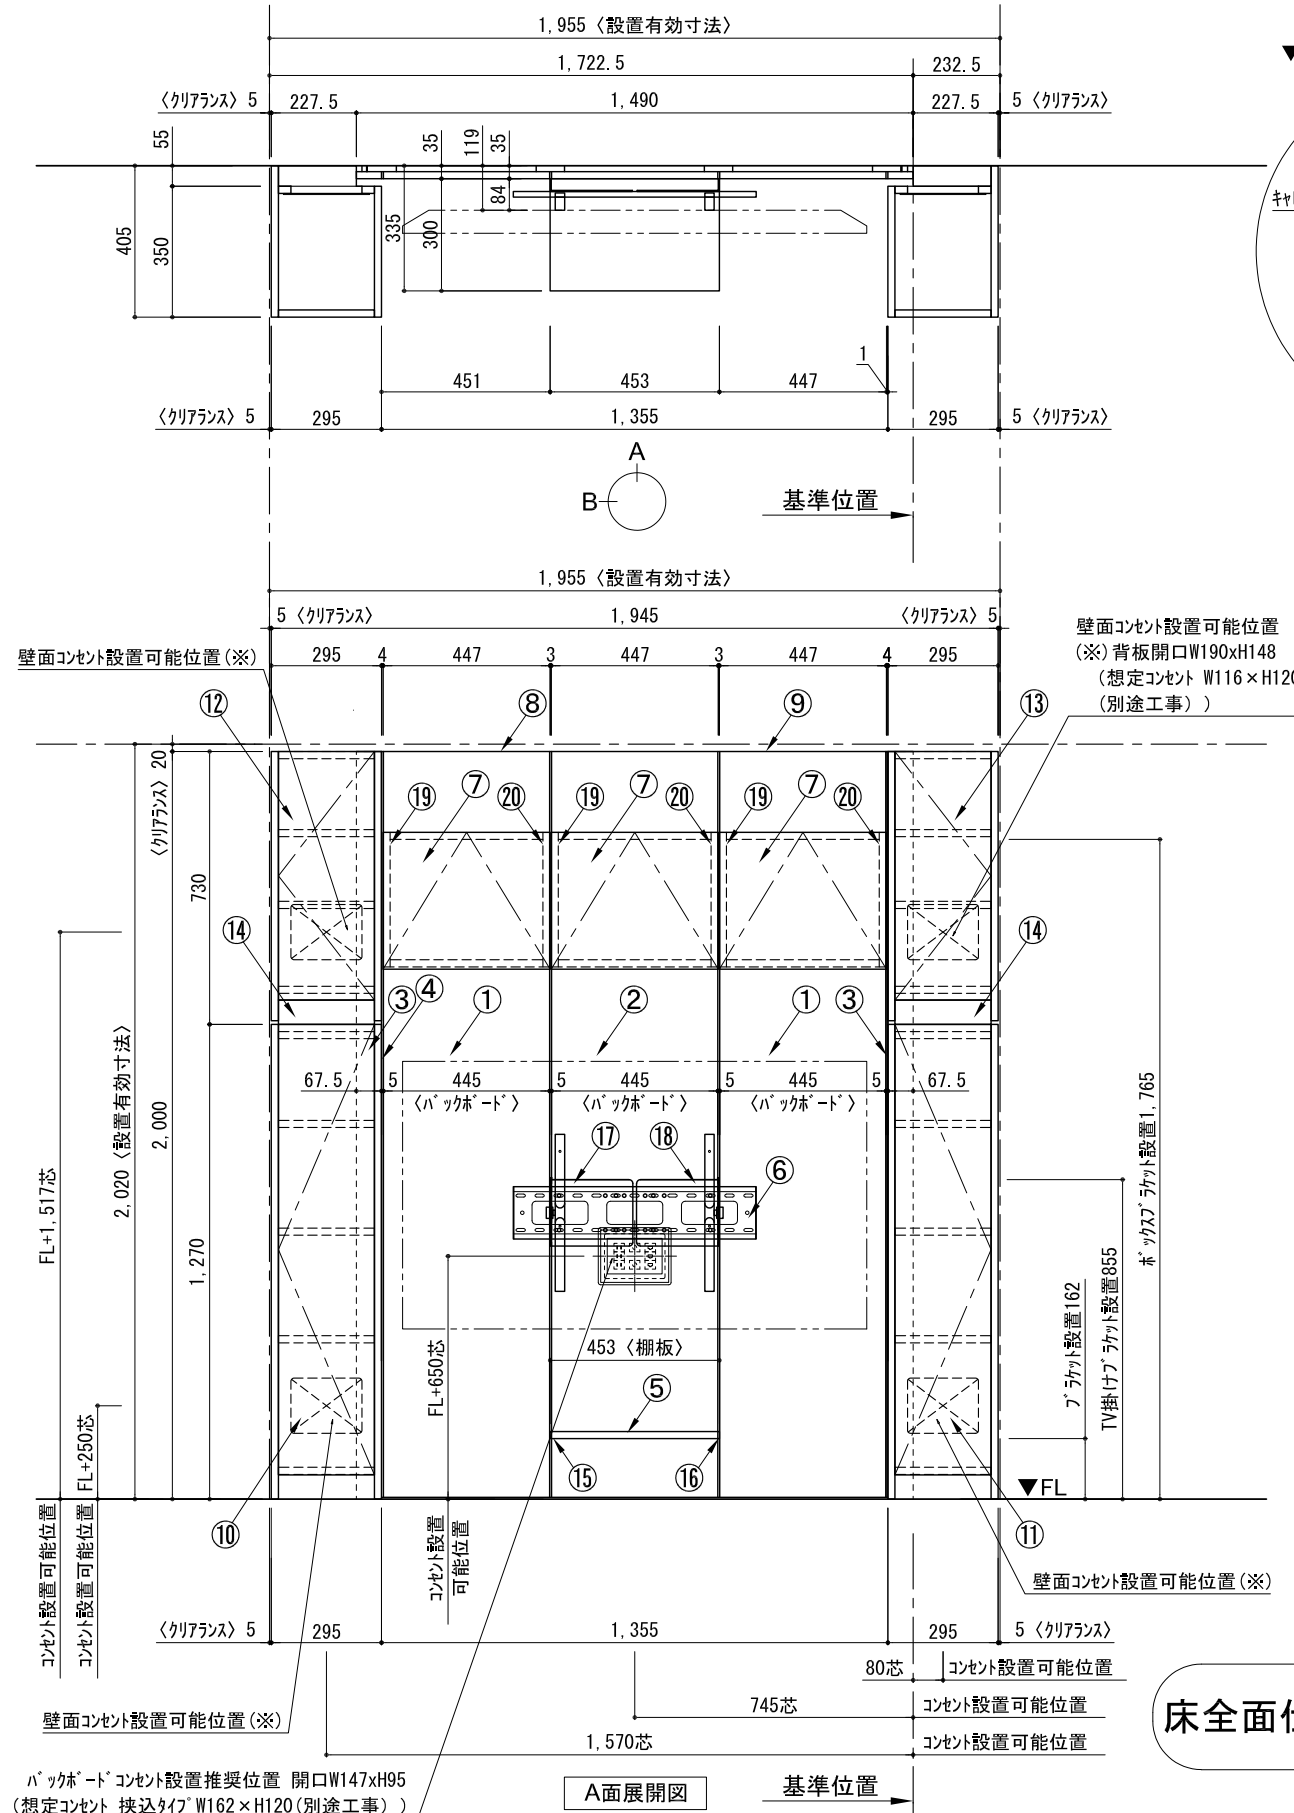 1,955〈設置有効寸法〉
1,722.5
232.5
〈クリアランス〉5
227.5
1,490
227.5
5〈クリアランス〉
55
35
119
35
84
405
350
335
300
1
451
453
447
〈クリアランス〉5
295
1,355
295
5〈クリアランス〉
A
B
基準位置
1,955〈設置有効寸法〉
5〈クリアランス〉
1,945
〈クリアランス〉5
壁面コンセント設置可能位置(※)
295
4
447
3
447
3
447
4
295
壁面コンセント設置可能位置
(※)背板開口W190xH148
(想定コンセント W116×H120
(別途工事))
⑫
⑧
⑨
⑬
〈クリアランス〉20
⑲
⑦
⑳
⑲
⑦
⑳
⑲
⑦
⑳
730
⑭
⑭
③
④
①
②
①
③
2,020〈設置有効寸法〉
2,000
67.5
5
445
5
445
5
445
5
67.5
〈バックボード〉
〈バックボード〉
〈バックボード〉
FL+1,517芯
⑰
⑱
⑥
1,270
ボックスブラケット設置1,765
TV掛けブラケット設置855
ブラケット設置162
FL+650芯
453〈棚板〉
⑤
FL+250芯
⑮
⑯
▼FL
コンセント設置可能位置
コンセント設置可能位置
⑩
コンセント設置
可能位置
⑪
壁面コンセント設置可能位置(※)
〈クリアランス〉5
295
1,355
295
5〈クリアランス〉
80芯
コンセント設置可能位置
745芯
コンセント設置可能位置
壁面コンセント設置可能位置(※)
1,570芯
コンセント設置可能位置
床全面
バックボードコンセント設置推奨位置 開口W147xH95
(想定コンセント 挟込タイプW162×H120(別途工事))
A面展開図
基準位置